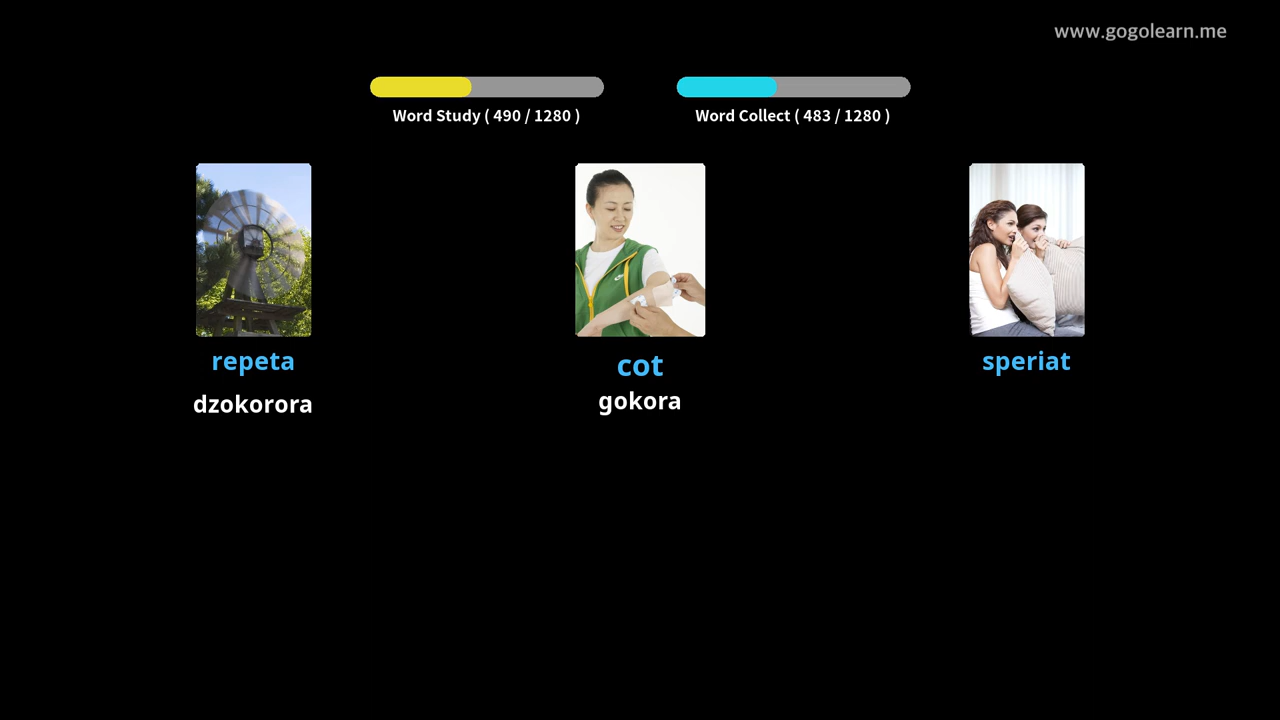 www.gogolearn.me
Word Study ( 490 / 1280 )
Word Collect ( 483 / 1280 )
repeta
cot
speriat
dzokorora
gokora